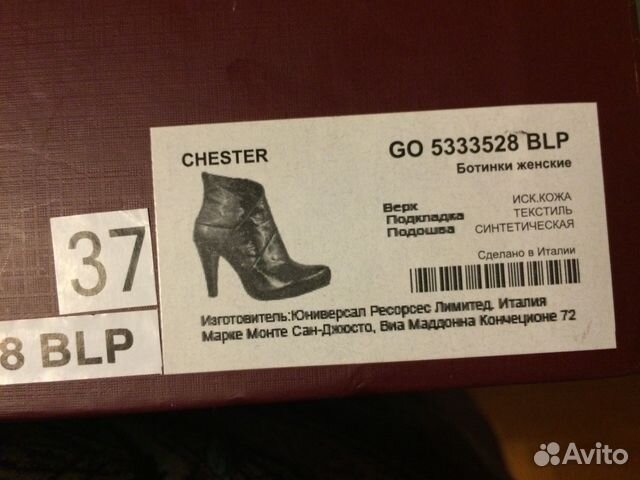 CHESTER
GO 5333528 BLP
Ботинки женские
Верх ИСК.КОЖА
Подкладка ТЕКСТИЛЬ
Подошва СИНТЕТИЧЕСКАЯ
Сделано в Италии
Изготовитель:Юниверсал Ресорсес Лимитед. Италия
Марке Монте Сан-Джюсто, Виа Маддонна Кончеционе 72
37
8 BLP
Avito